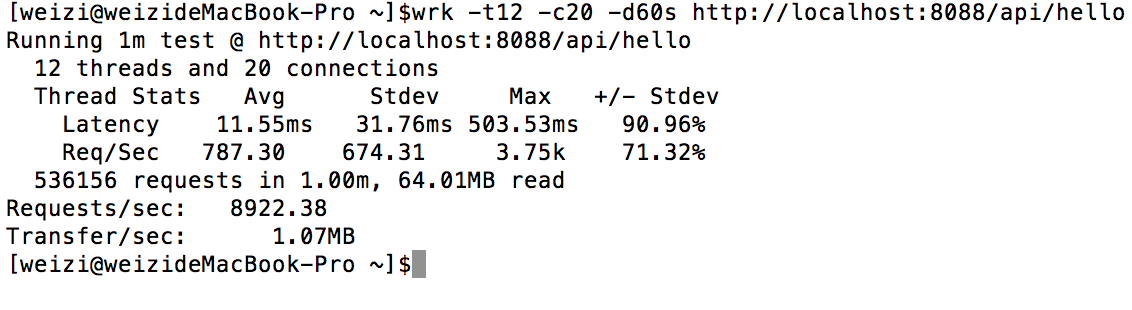 [weizi@weizideMacBook-Pro ~]$wrk -t12 -c20 -d60s http://localhost:8088/api/hello
Running 1m test @ http://localhost:8088/api/hello
  12 threads and 20 connections
  Thread Stats   Avg      Stdev     Max   +/- Stdev
    Latency    11.55ms   31.76ms 503.53ms   90.96%
    Req/Sec   787.30    674.31     3.75k    71.32%
  536156 requests in 1.00m, 64.01MB read
Requests/sec:   8922.38
Transfer/sec:      1.07MB
[weizi@weizideMacBook-Pro ~]$